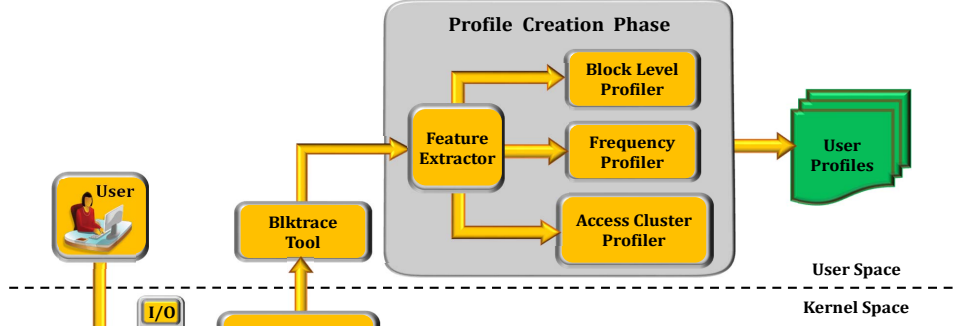 Profile Creation Phase
Block Level
Profiler
Feature
Extractor
Frequency
Profiler
User
Profiles
User
Blktrace
Tool
Access Cluster
Profiler
User Space
Kernel Space
I/O